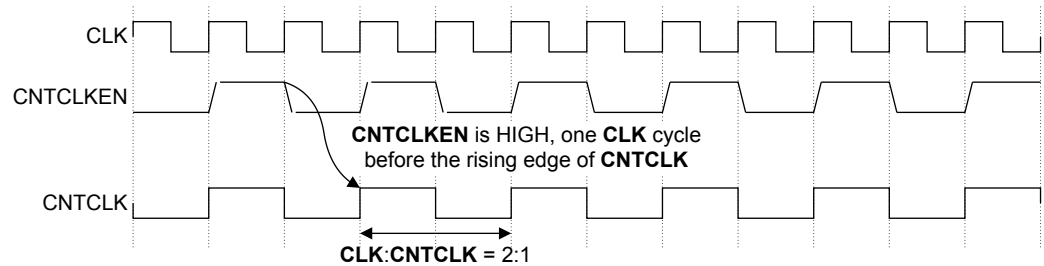 CLK
CNTCLKEN
CNTCLKEN is HIGH, one CLK cycle
before the rising edge of CNTCLK
CNTCLK
CLK:CNTCLK = 2:1